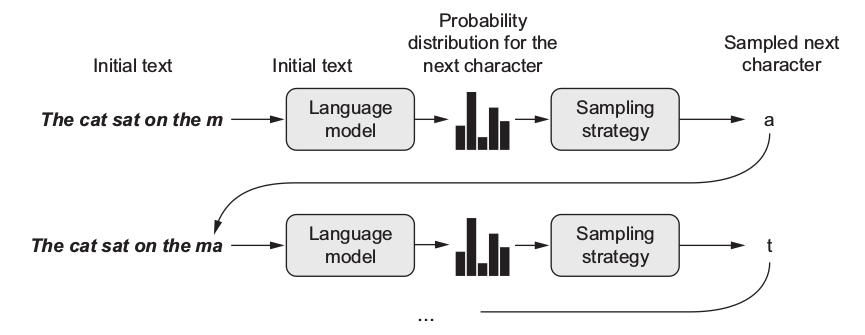 Initial text
Initial text
Probability
distribution for the
next character
Sampled next
character
The cat sat on the m
Language
model
Sampling
strategy
a
The cat sat on the ma
Language
model
Sampling
strategy
t
...